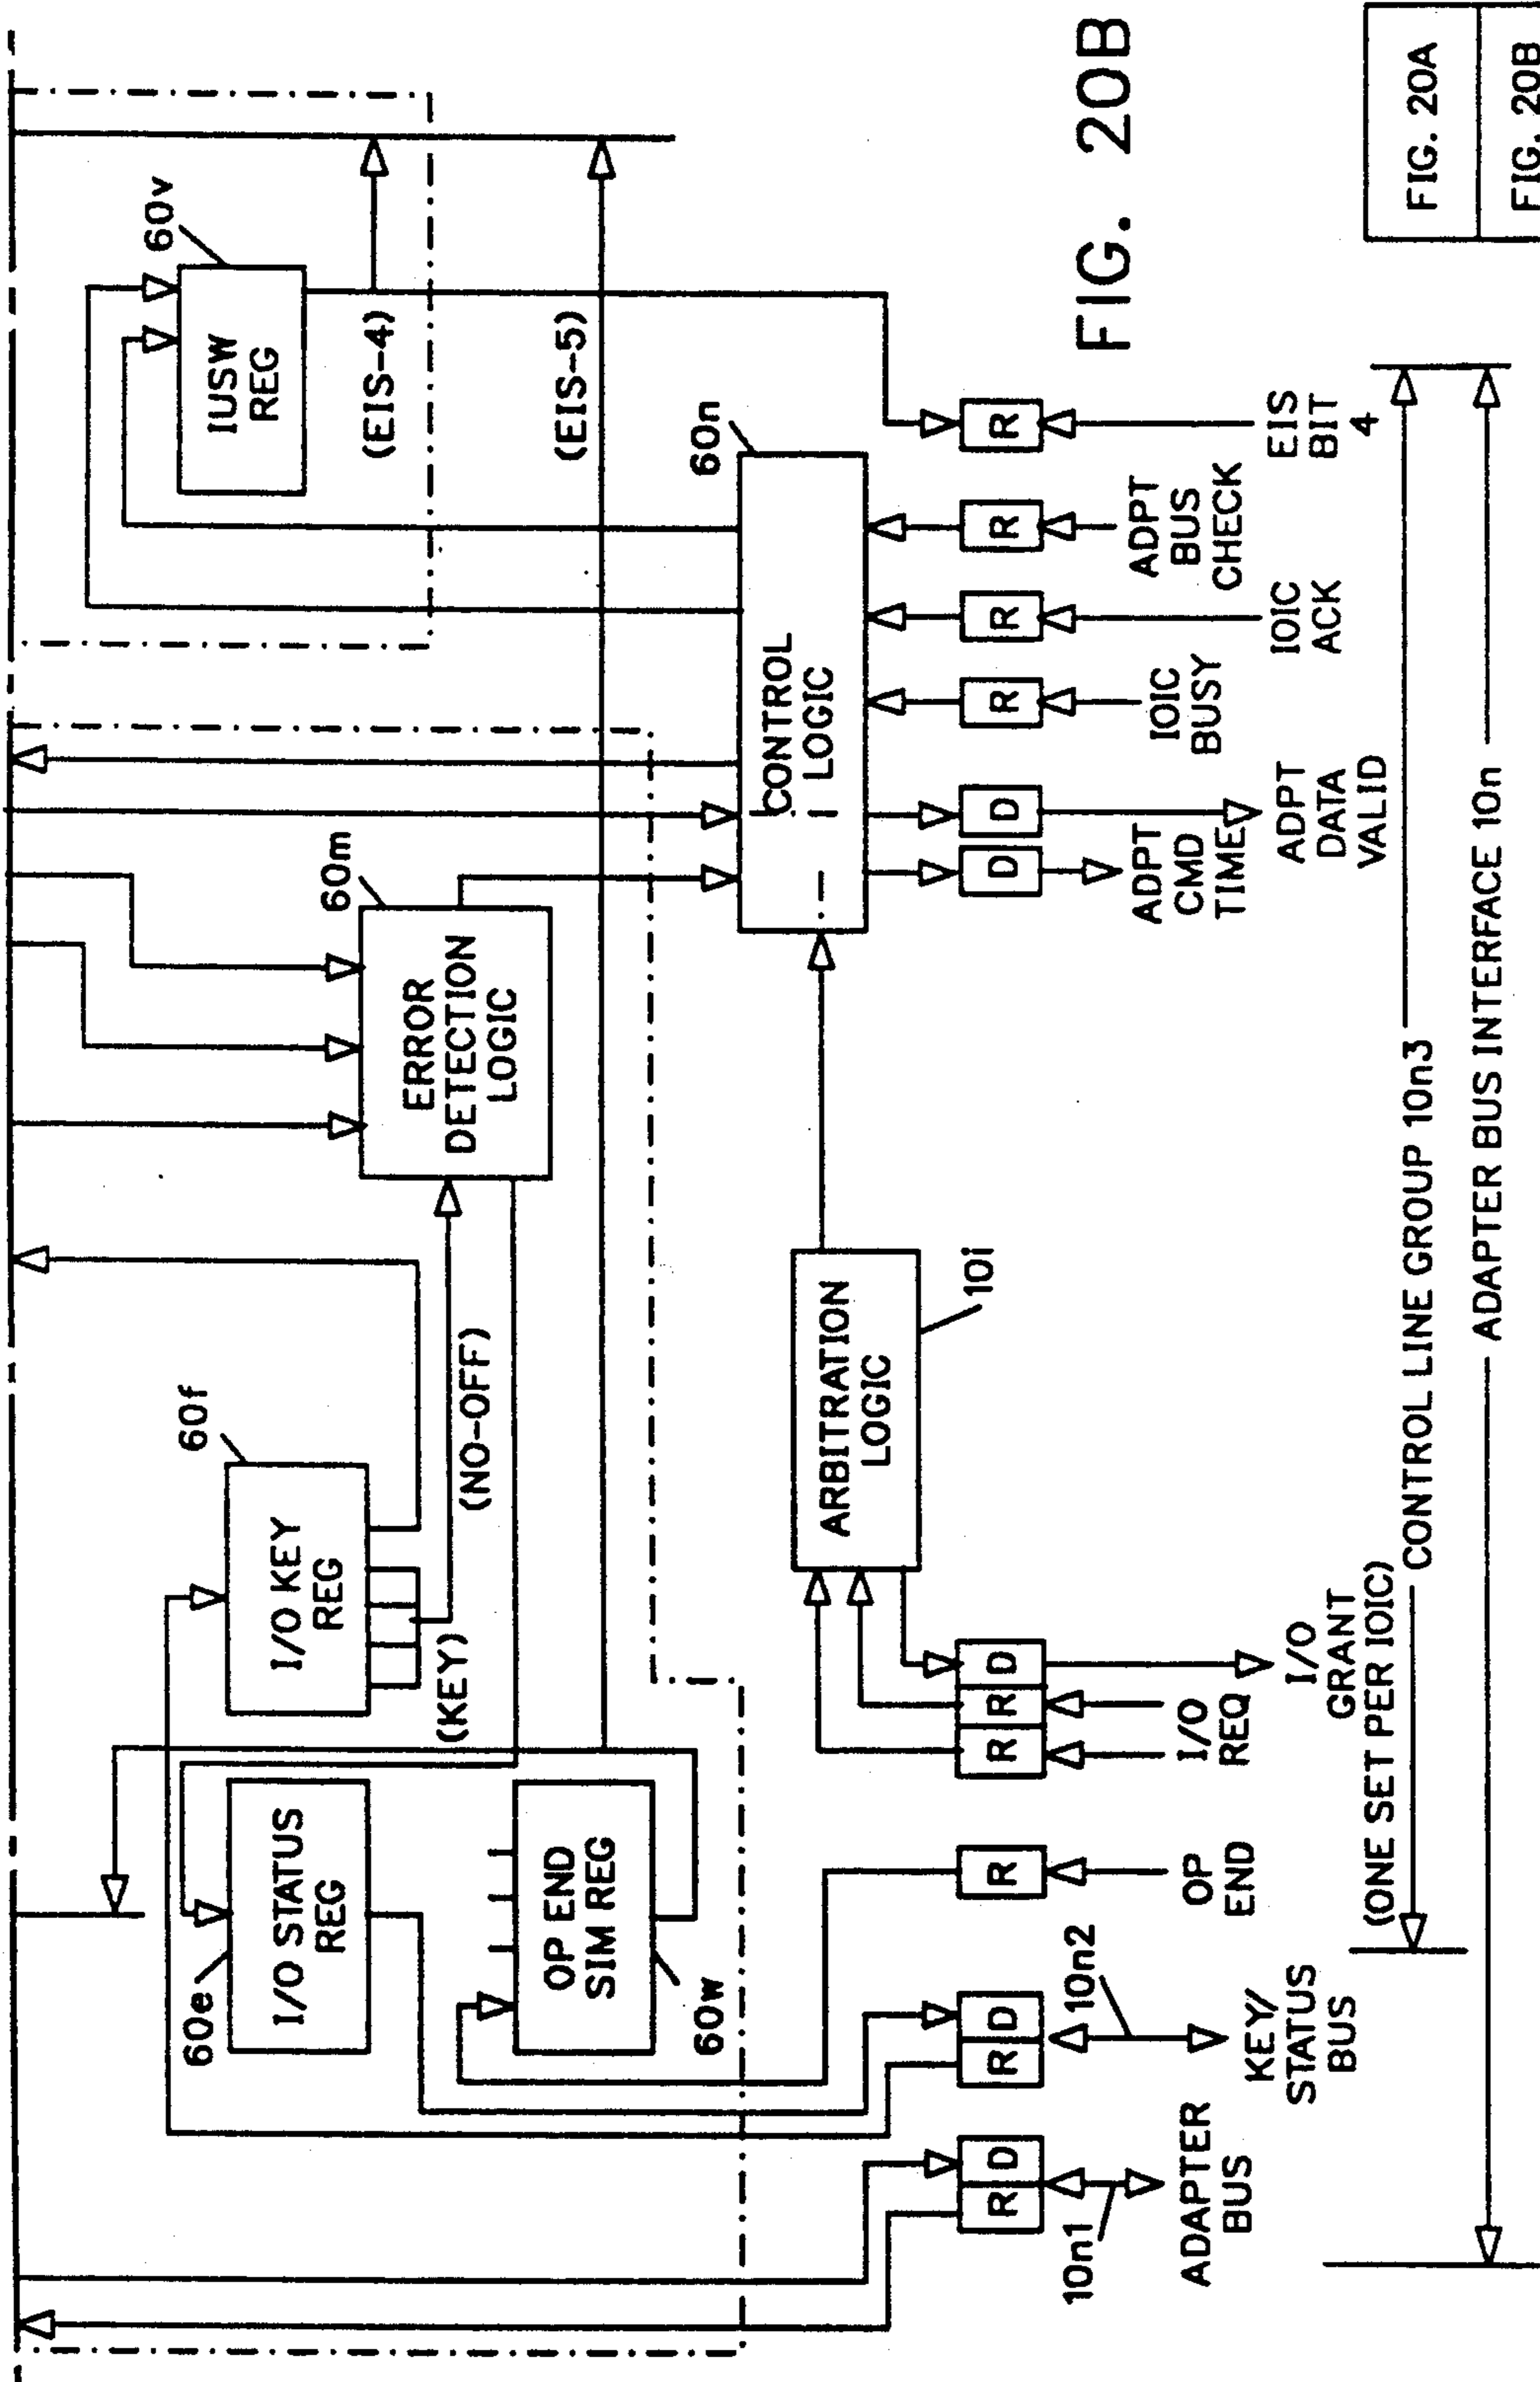 60e
I/O STATUS
REG
60f
I/O KEY
REG
(KEY)
(NO-OFF)
60m
ERROR
DETECTION
LOGIC
60v
IUSW
REG
(EIS-4)
(EIS-5)
OP END
SIM REG
60w
ARBITRATION
LOGIC
10i
60n
CONTROL
LOGIC
R
D
R
D
R
R
R
D
D
D
R
R
R
R
10n1
ADAPTER
BUS
10n2
KEY/
STATUS
BUS
OP
END
I/O
REQ
I/O
GRANT
(ONE SET PER IOIC)
ADPT
CMD
TIME
ADPT
DATA
VALID
IOIC
BUSY
IOIC
ACK
ADPT
BUS
CHECK
EIS
BIT
4
CONTROL LINE GROUP 10n3
ADAPTER BUS INTERFACE 10n
FIG. 20B
FIG. 20A
FIG. 20B